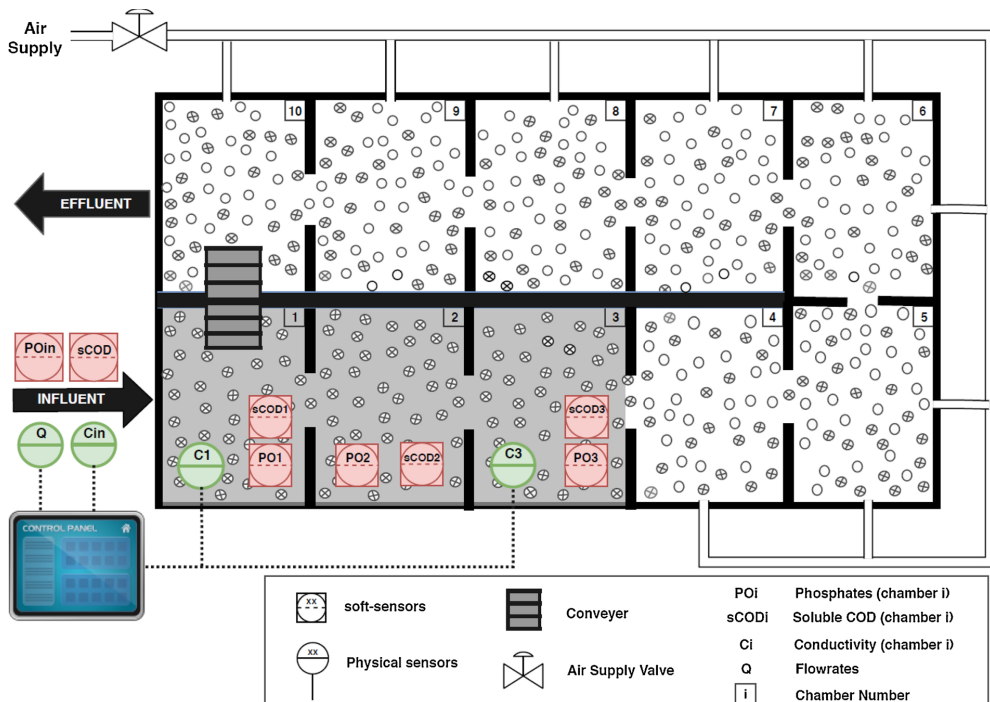 Air
Supply
10
9
8
7
6
EFFLUENT
1
2
3
4
5
POin
sCOD
INFLUENT
Q
Cin
sCOD1
sCOD3
C1
PO1
PO2
sCOD2
C3
PO3
CONTROL PANEL
xx
soft-sensors
Conveyer
xx
Physical sensors
Air Supply Valve
POi
Phosphates (chamber i)
sCODi
Soluble COD (chamber i)
Ci
Conductivity (chamber i)
Q
Flowrates
i
Chamber Number